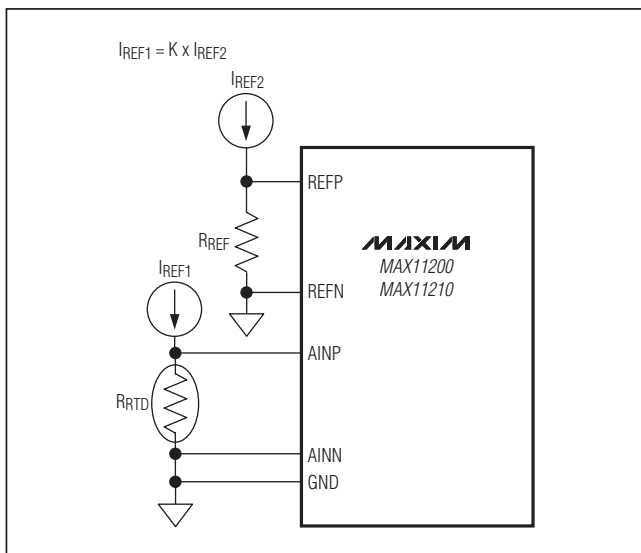 IREF1 = K x IREF2
IREF2
REFP
RREF
MAXIM
MAX11200
MAX11210
REFN
IREF1
AINP
RRTD
AINN
GND